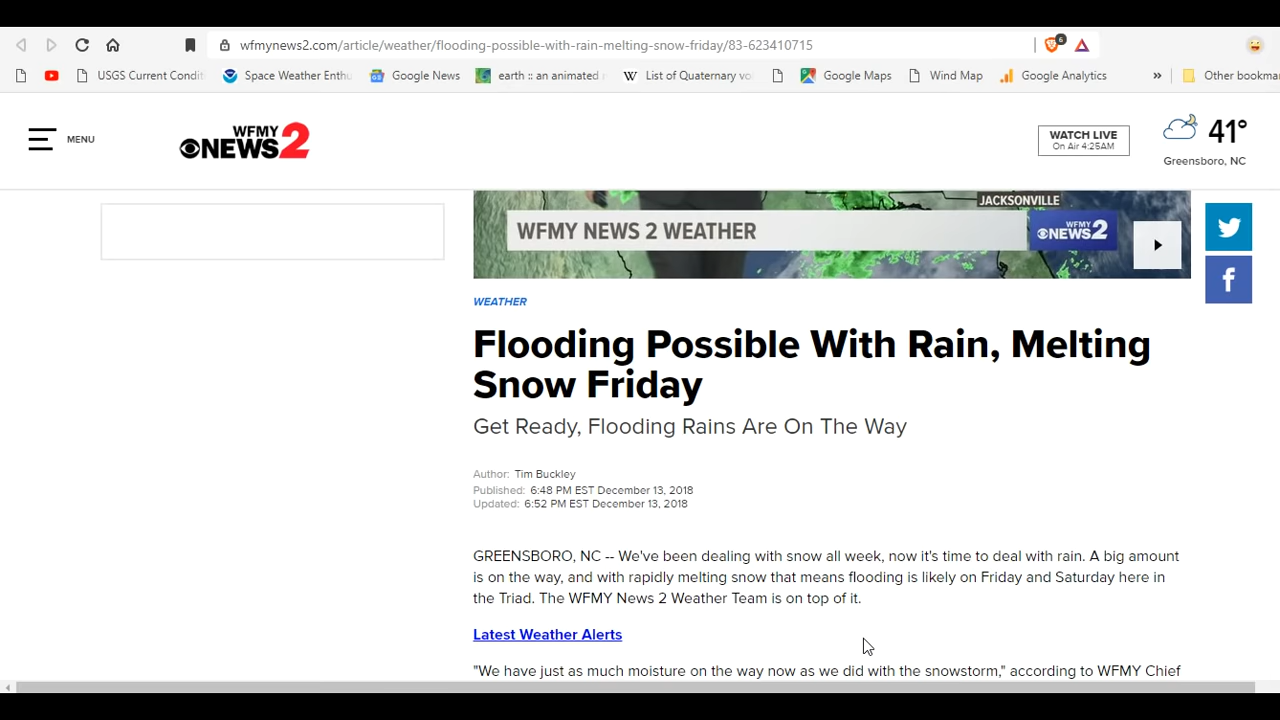 wfmynews2.com/article/weather/flooding-possible-with-rain-melting-snow-friday/83-623410715
6
USGS Current Condit
Space Weather Enthu
Google News
earth :: an animated
List of Quaternary vo
Google Maps
Wind Map
Google Analytics
»
Other bookma
MENU
WFMY
NEWS 2
WATCH LIVE
On Air 4:25AM
41°
Greensboro, NC
JACKSONVILLE
WFMY NEWS 2 WEATHER
WFMY
NEWS 2
WEATHER
Flooding Possible With Rain, Melting
Snow Friday
Get Ready, Flooding Rains Are On The Way
Author: Tim Buckley
Published: 6:48 PM EST December 13, 2018
Updated: 6:52 PM EST December 13, 2018
GREENSBORO, NC -- We've been dealing with snow all week, now it's time to deal with rain. A big amount
is on the way, and with rapidly melting snow that means flooding is likely on Friday and Saturday here in
the Triad. The WFMY News 2 Weather Team is on top of it.
Latest Weather Alerts
"We have just as much moisture on the way now as we did with the snowstorm," according to WFMY Chief